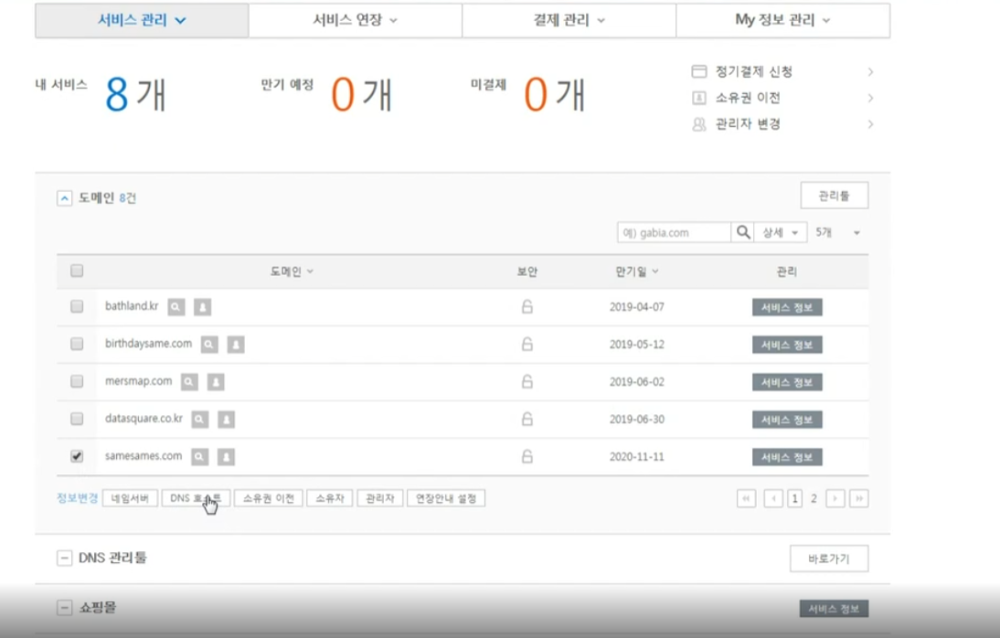 서비스 관리 서비스 연장 결제 관리 My 정보 관리
내 서비스 8 개 만기 예정 0 개 미결제 0 개
정기결제 신청
소유권 이전
관리자 변경
도메인 8건 관리툴
예) gabia.com 상세 5개
도메인 보안 만기일 관리
bathland.kr 2019-04-07 서비스 정보
birthdaysame.com 2019-05-12 서비스 정보
mersmap.com 2019-06-02 서비스 정보
datasquare.co.kr 2019-06-30 서비스 정보
samesames.com 2020-11-11 서비스 정보
정보변경 네임서버 DNS 호스트 소유권 이전 소유자 관리자 연장안내 설정 1 2
DNS 관리툴 바로가기
쇼핑몰 서비스 정보